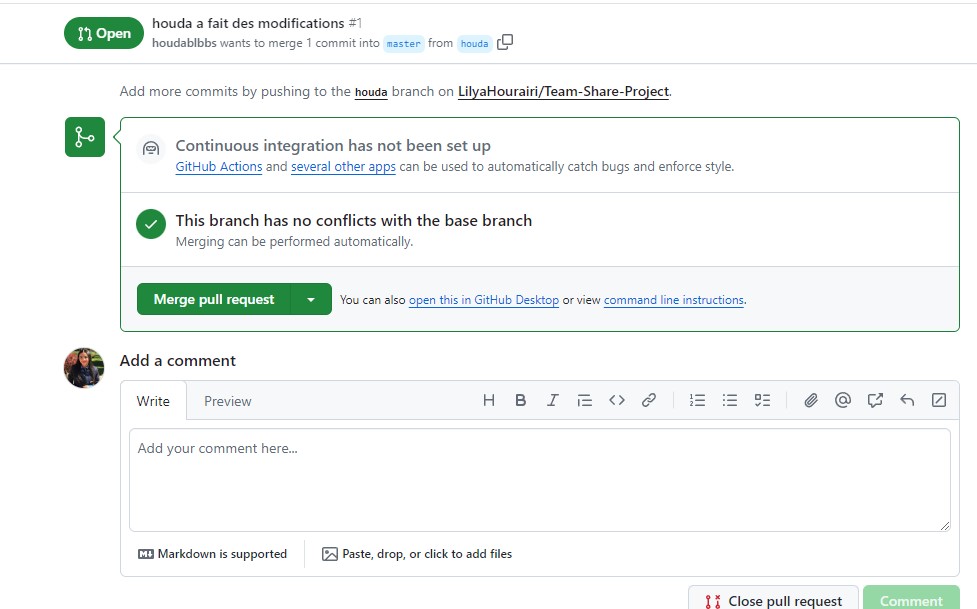 Open
houda a fait des modifications #1
houdablbbs wants to merge 1 commit into master from houda
Add more commits by pushing to the houda branch on LilyaHourairi/Team-Share-Project.
Continuous integration has not been set up
GitHub Actions and several other apps can be used to automatically catch bugs and enforce style.
This branch has no conflicts with the base branch
Merging can be performed automatically.
Merge pull request
You can also open this in GitHub Desktop or view command line instructions.
Add a comment
Write Preview
Add your comment here...
Markdown is supported
Paste, drop, or click to add files
Close pull request
Comment